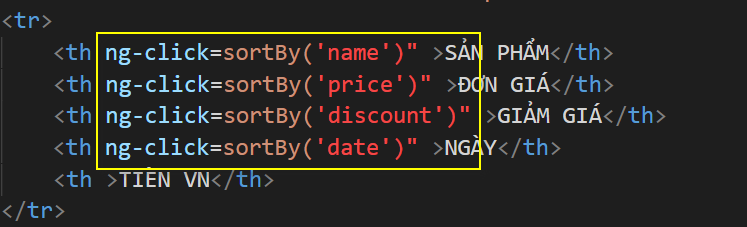 <tr>
<th ng-click=sortBy('name')" >SẢN PHẨM</th>
<th ng-click=sortBy('price')" >ĐƠN GIÁ</th>
<th ng-click=sortBy('discount')" >GIẢM GIÁ</th>
<th ng-click=sortBy('date')" >NGÀY</th>
<th >TIỀN VN</th>
</tr>